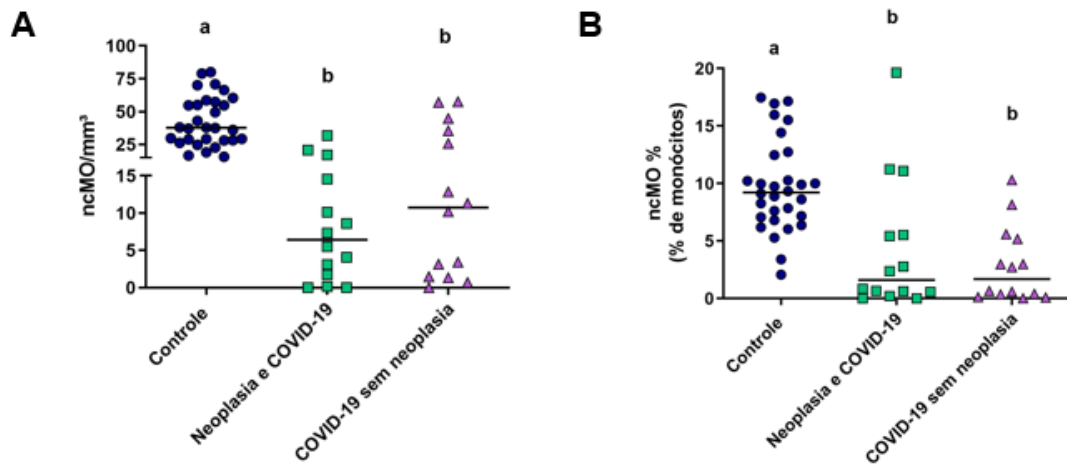 A
a
b
b
100
75
50
25
15
10
5
0
ncMO/mm³
Controle
Neoplasia e COVID-19
COVID-19 sem neoplasia
B
a
b
b
20
15
10
5
0
ncMO %
(% de monócitos)
Controle
Neoplasia e COVID-19
COVID-19 sem neoplasia